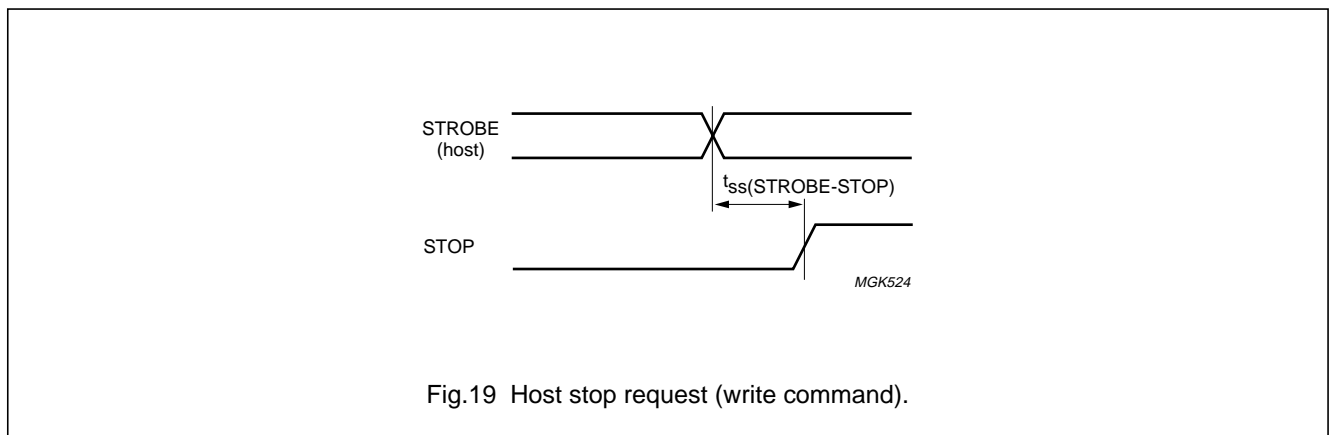 STROBE
(host)
tss(STROBE-STOP)
STOP
MGK524
Fig.19 Host stop request (write command).